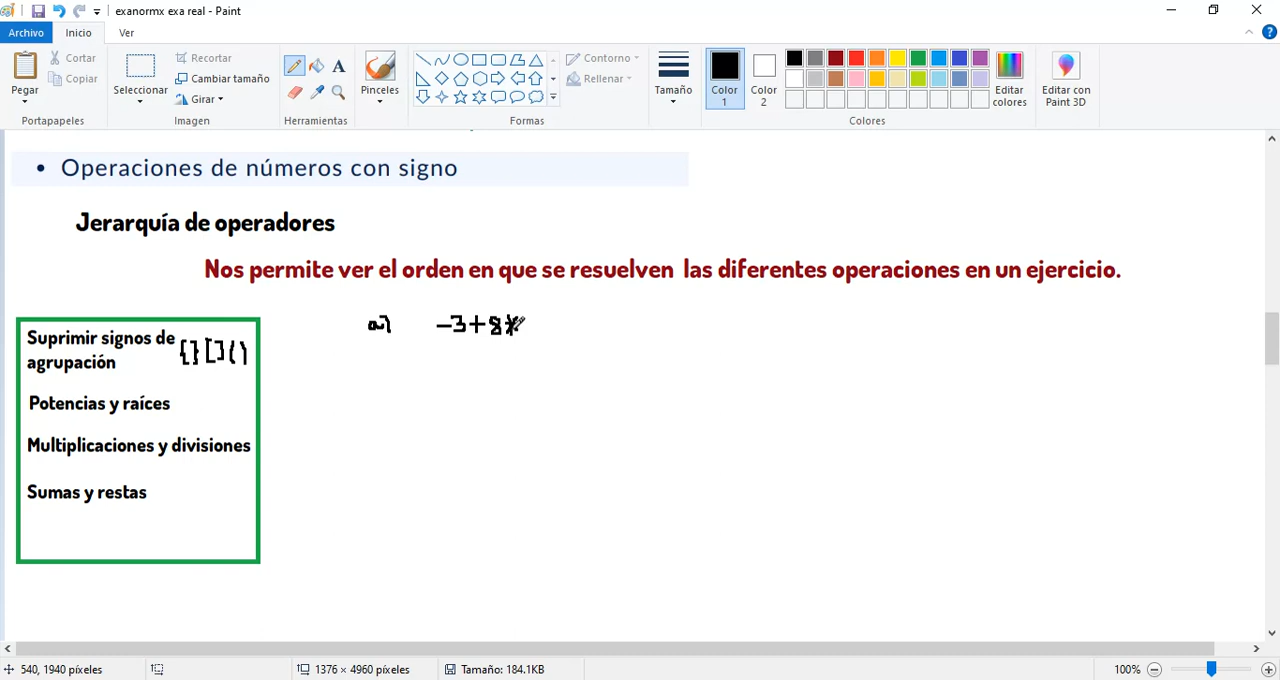 exanormx exa real - Paint
Archivo Inicio Ver
Pegar
Cortar
Copiar
Portapapeles
Seleccionar
Recortar
Cambiar tamaño
Girar
Imagen
A
Herramientas
Pinceles
Contorno
Rellenar
Formas
Tamaño
Color 1
Color 2
Editar colores
Colores
Editar con Paint 3D
• Operaciones de números con signo
Jerarquía de operadores
Nos permite ver el orden en que se resuelven las diferentes operaciones en un ejercicio.
Suprimir signos de
agrupación {} [] ()
Potencias y raíces
Multiplicaciones y divisiones
Sumas y restas
a) -3+8
540, 1940 píxeles 1376 × 4960 píxeles Tamaño: 184.1KB 100%